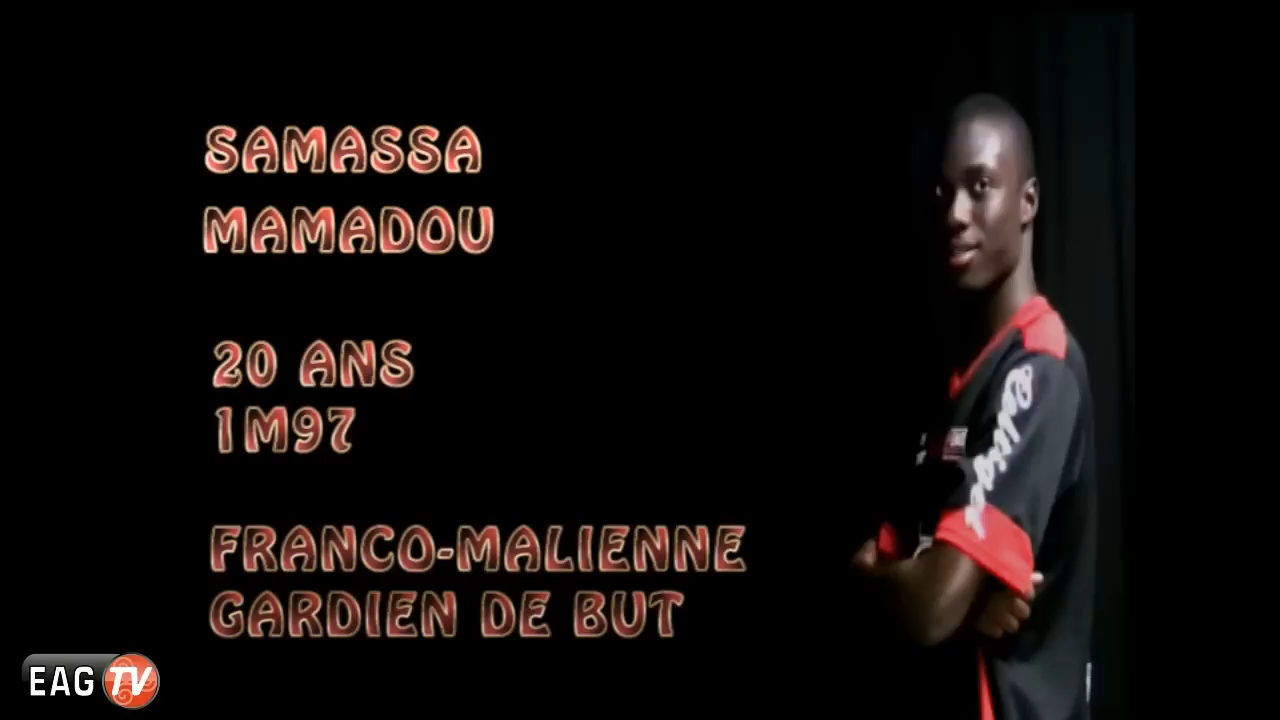 SAMASSA
MAMADOU
20 ANS
1M97
FRANCO-MALIENNE
GARDIEN DE BUT
EAG TV